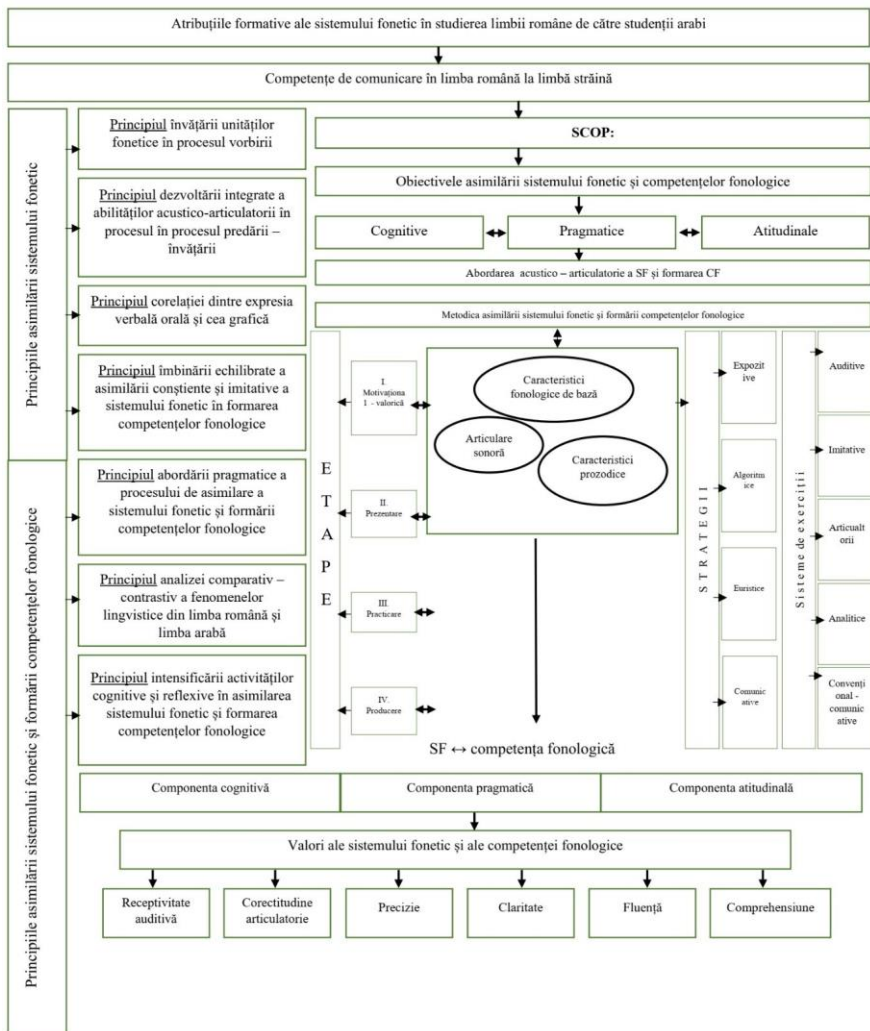 Atribuțiile formative ale sistemului fonetic în studierea limbii române de către studenții arabi
Competențe de comunicare în limba română la limbă străină
Principiile asimilării sistemului fonetic
Principiul învățării unităților
fonetice în procesul vorbirii
Principiul dezvoltării integrate a
abilităților acustico-articulatorii în
procesul în procesul predării –
învățării
Principiul corelației dintre expresia
verbală orală și cea grafică
Principiul îmbinării echilibrate a
asimilării conștiente și imitative a
sistemului fonetic în formarea
competențelor fonologice
Principiile asimilării sistemului fonetic și formării competențelor fonologice
Principiul abordării pragmatice a
procesului de asimilare a
sistemului fonetic și formării
competențelor fonologice
Principiul analizei comparativ –
contrastiv a fenomenelor
lingvistice din limba română și
limba arabă
Principiul intensificării activităților
cognitive și reflexive în asimilarea
sistemului fonetic și formarea
competențelor fonologice
SCOP:
Obiectivele asimilării sistemului fonetic și competențelor fonologice
Cognitive
Pragmatice
Atitudinale
Abordarea acustico – articulatorie a SF și formarea CF
Metodica asimilării sistemului fonetic și formării competențelor fonologice
E T A P E
I.
Motivaționa
l - valorică
II.
Prezentare
III.
Practicare
IV.
Producere
Caracteristici
fonologice de bază
Articulare
sonoră
Caracteristici
prozodice
S T R A T E G I I
Expozit
ive
Algoritm
ice
Euristice
Comunic
ative
Sisteme de exerciții
Auditive
Imitative
Articualt
orii
Analitice
Convenți
onal -
comunic
ative
SF ↔ competența fonologică
Componenta cognitivă
Componenta pragmatică
Componenta atitudinală
Valori ale sistemului fonetic și ale competenței fonologice
Receptivitate
auditivă
Corectitudine
articulatorie
Precizie
Claritate
Fluență
Comprehensiune